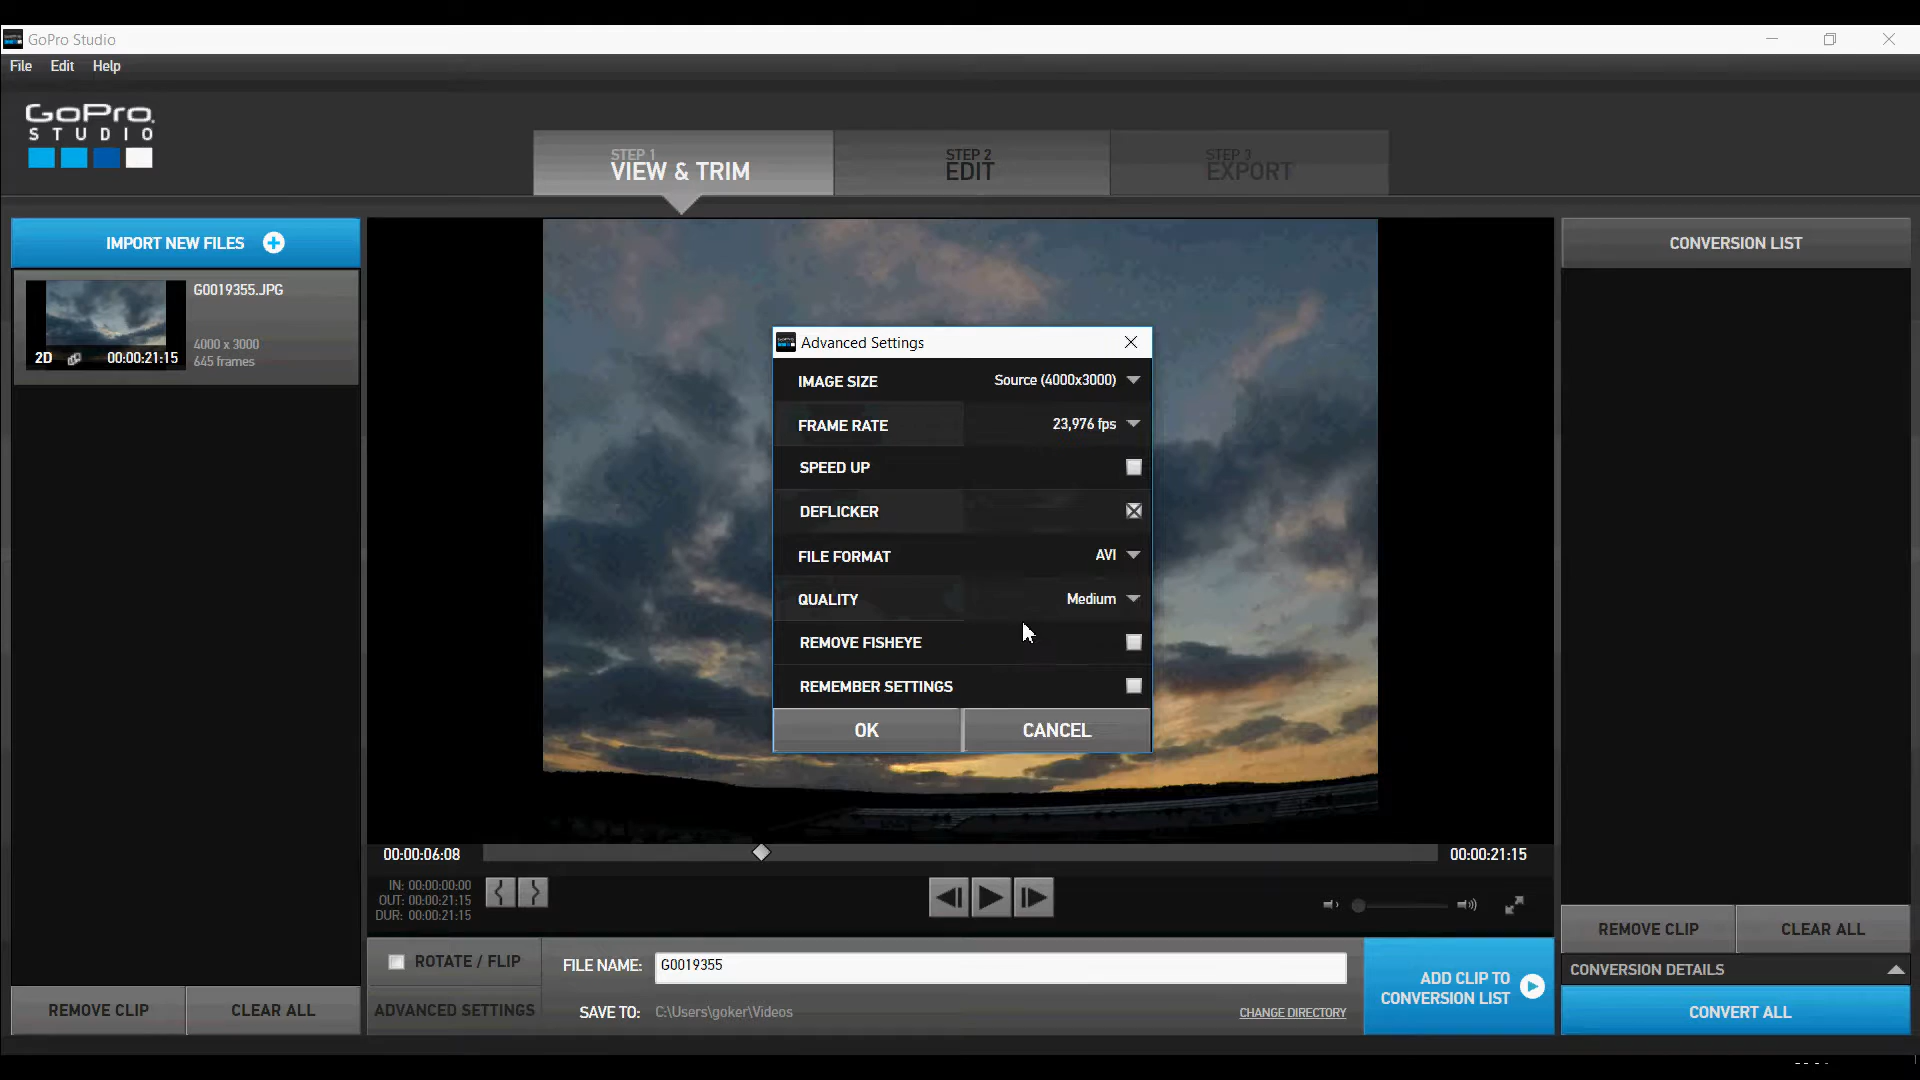 GoPro Studio
File Edit Help
GoPro
STUDIO
STEP 1
VIEW & TRIM
STEP 2
EDIT
STEP 3
EXPORT
IMPORT NEW FILES
G0019355.JPG
4000 x 3000
645 frames
2D 00:00:21:15
CONVERSION LIST
Advanced Settings
IMAGE SIZE Source (4000x3000)
FRAME RATE 23,976 fps
SPEED UP
DEFLICKER
FILE FORMAT AVI
QUALITY Medium
REMOVE FISHEYE
REMEMBER SETTINGS
OK CANCEL
00:00:06:08 00:00:21:15
IN: 00:00:00:00
OUT: 00:00:21:15
DUR: 00:00:21:15
ROTATE / FLIP
ADVANCED SETTINGS
FILE NAME: G0019355
SAVE TO: C:\Users\goker\Videos
CHANGE DIRECTORY
ADD CLIP TO
CONVERSION LIST
REMOVE CLIP CLEAR ALL
REMOVE CLIP CLEAR ALL
CONVERSION DETAILS
CONVERT ALL